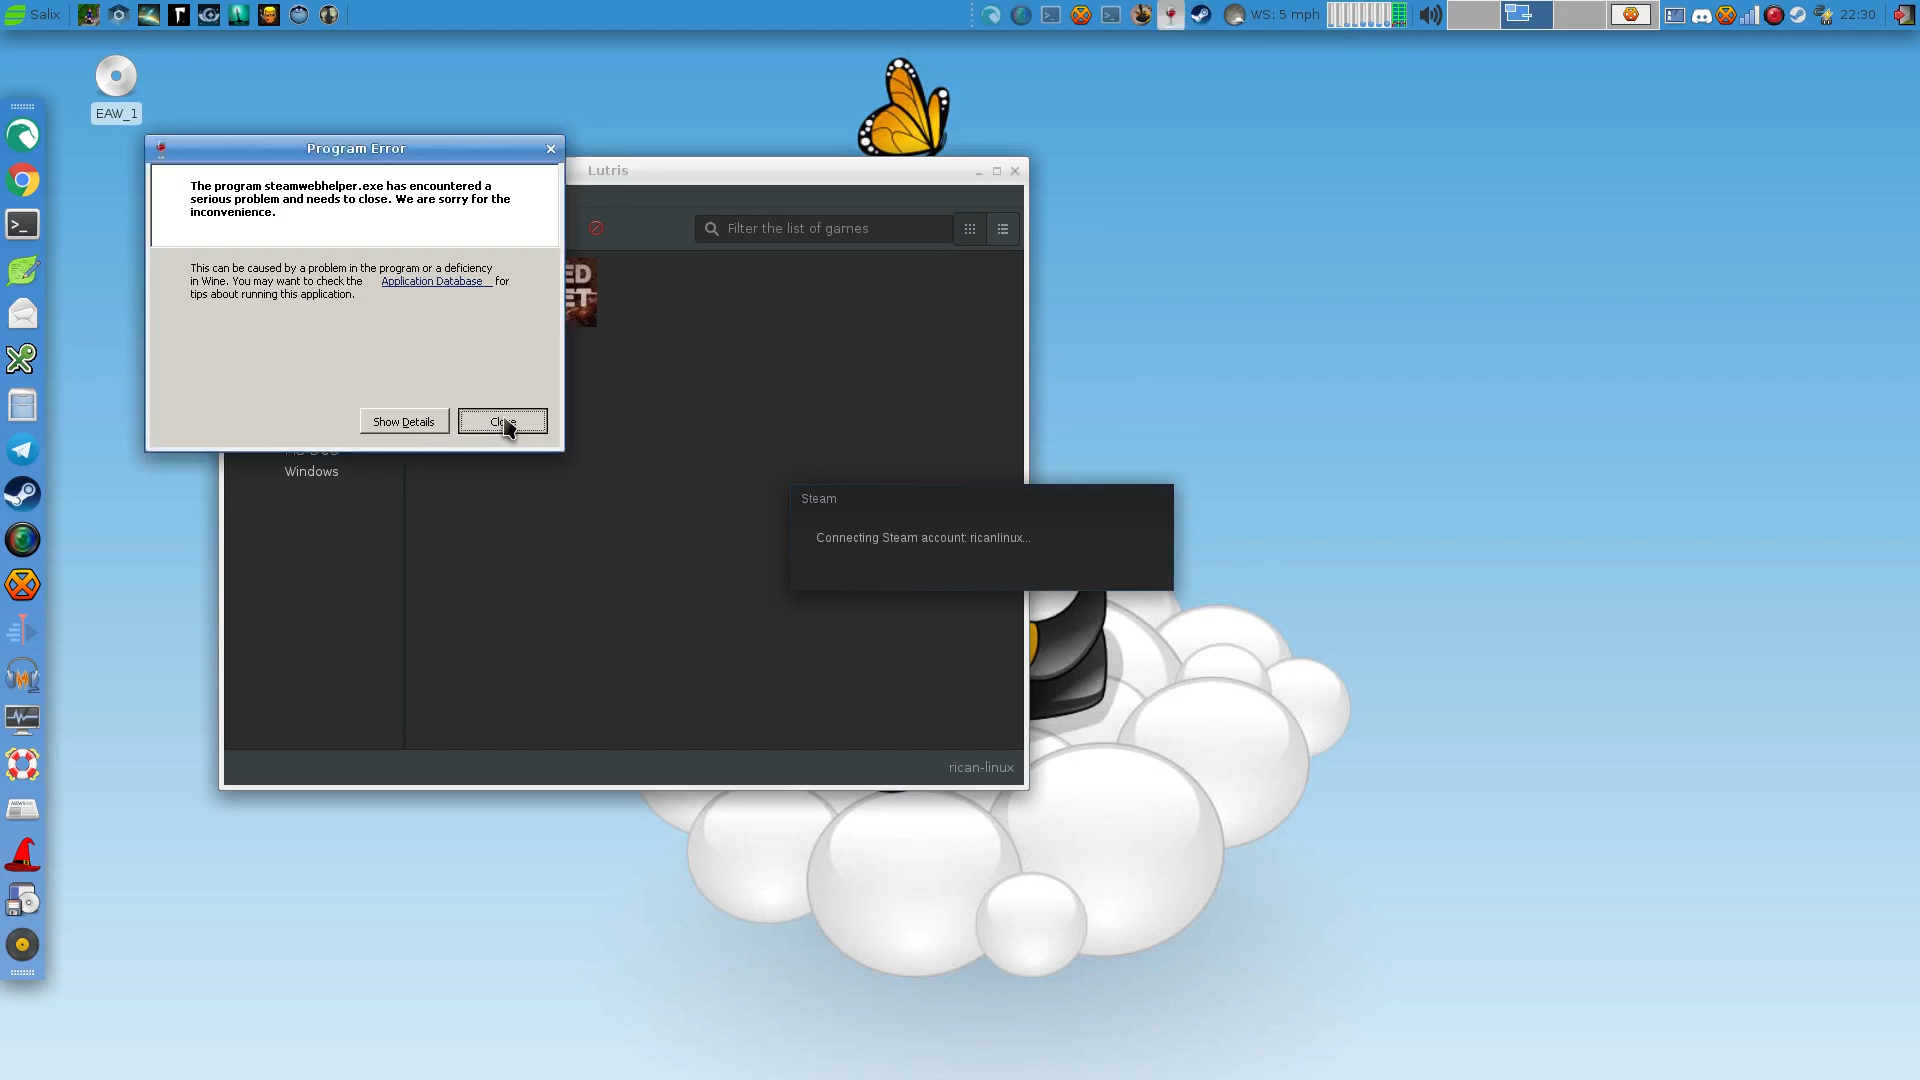 Salix
WS: 5 mph
22:30
EAW_1
Program Error
The program steamwebhelper.exe has encountered a
serious problem and needs to close. We are sorry for the
inconvenience.
This can be caused by a problem in the program or a deficiency
in Wine. You may want to check the Application Database for
tips about running this application.
Show Details
Close
Lutris
Filter the list of games
Windows
Steam
Connecting Steam account: ricanlinux...
rican-linux
NEWS